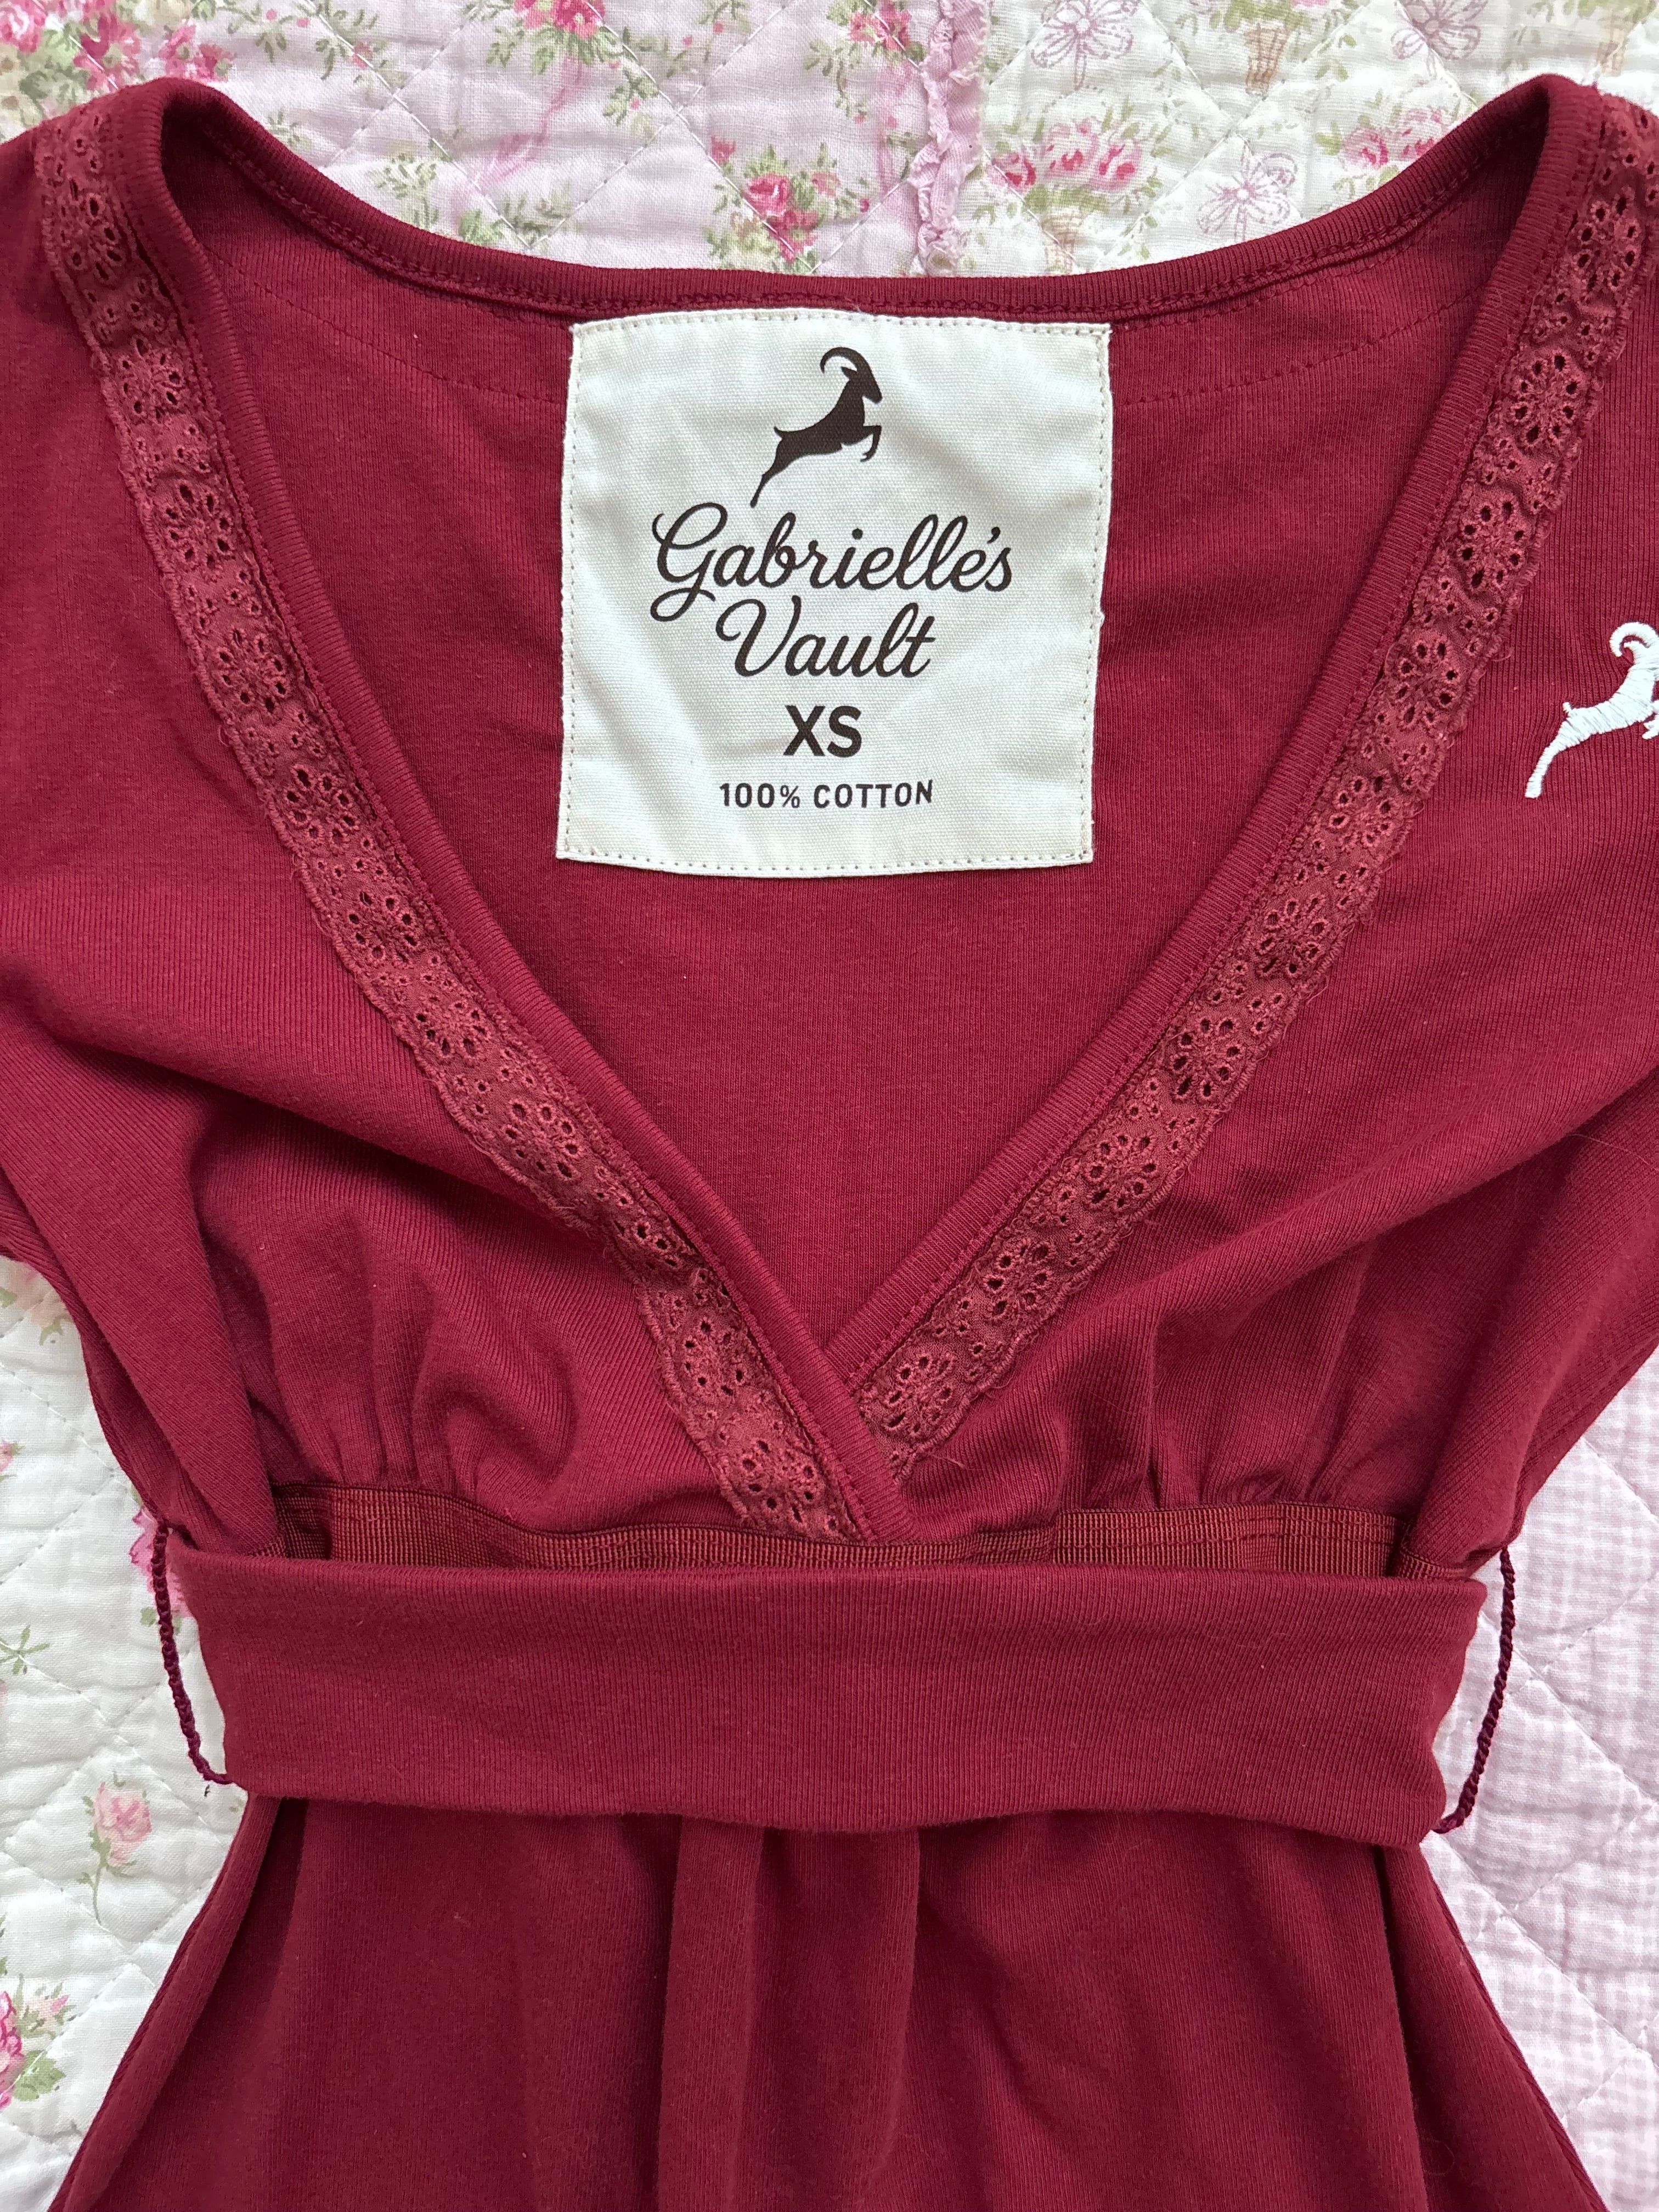 Gabrielle's
Vault
XS
100% COTTON